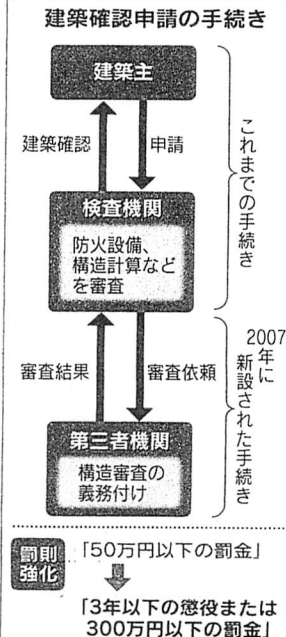 建築確認申請の手続き
建築主
建築確認
申請
これまでの手続き
検査機関
防火設備、
構造計算など
を審査
審査結果
審査依頼
2007年に
新設された手続き
第三者機関
構造審査の
義務付け
罰則
強化
「50万円以下の罰金」
「3年以下の懲役または
300万円以下の罰金」